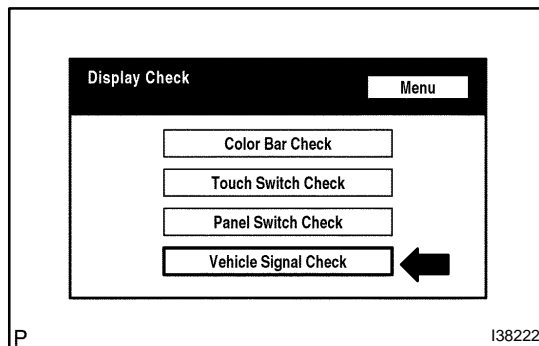 Display Check
Menu
Color Bar Check
Touch Switch Check
Panel Switch Check
Vehicle Signal Check
P
I38222